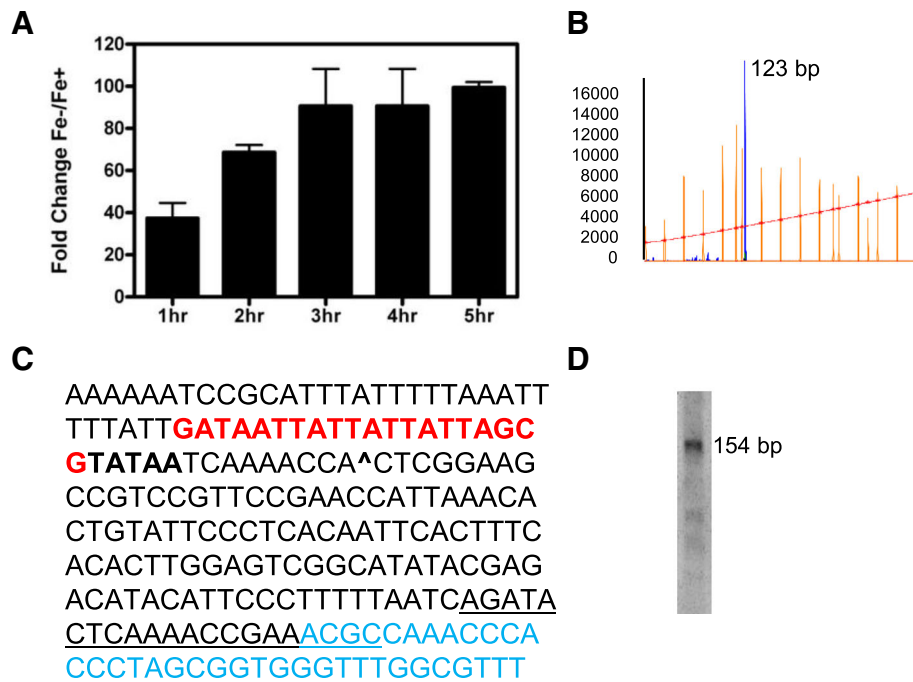 A
Fold Change Fe-/Fe+
120
100
80
60
40
20
0
1hr 2hr 3hr 4hr 5hr
B
123 bp
16000
14000
12000
10000
8000
6000
4000
2000
0
C
AAAAAATCCGCATTTATTTTTAAATT
TTTATTGATAATTATTATTATTAGC
GTATAATCAAAACCA^CTCGGAAG
CCGTCCGTTCCGAACCATTAAACA
CTGTATTCCCTCACAATTCACTTTC
ACACTTGGAGTCGGCATATACGAG
ACATACATTCCCTTTTTAATCAGATA
CTCAAAACCGAAACGCCAAACCCA
CCCTAGCGGTGGGTTTGGCGTTT
D
154 bp